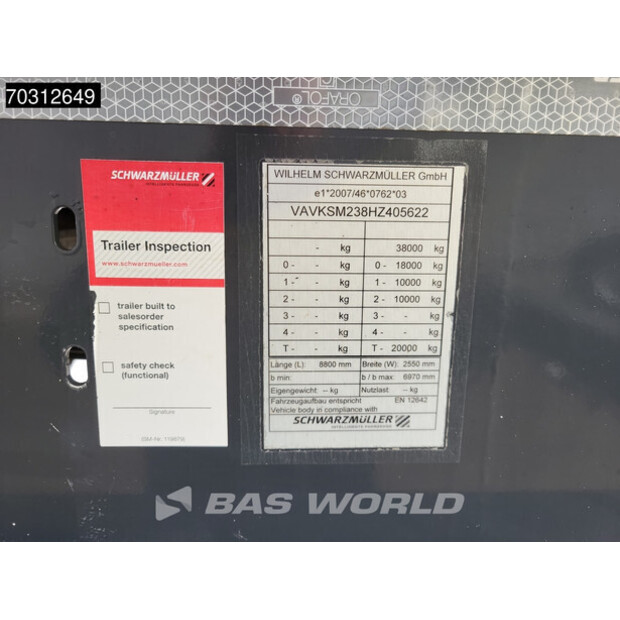 70312649
ORAFOL®
SCHWARZMÜLLER
INTELLIGENTE FAHRZEUGE
Trailer Inspection
www.schwarzmueller.com
trailer built to
salesorder
specification
safety check
(functional)
Signature
WILHELM SCHWARZMÜLLER GmbH
e1*2007/46*0762*03
VAVKSM238HZ405622
- kg 38000 kg
0 - - kg 0 - 18000 kg
1 - - kg 1 - 10000 kg
2 - - kg 2 - 10000 kg
3 - - kg 3 - - kg
4 - - kg 4 - - kg
T - - kg T - 20000 kg
Länge (L): 8800 mm Breite (W): 2550 mm
b min: b / b max: 6970 mm
Eigengewicht: -- kg Nutzlast: -- kg
Fahrzeugaufbau entspricht EN 12642
Vehicle body in compliance with
SCHWARZMÜLLER
INTELLIGENTE FAHRZEUGE
BAS WORLD